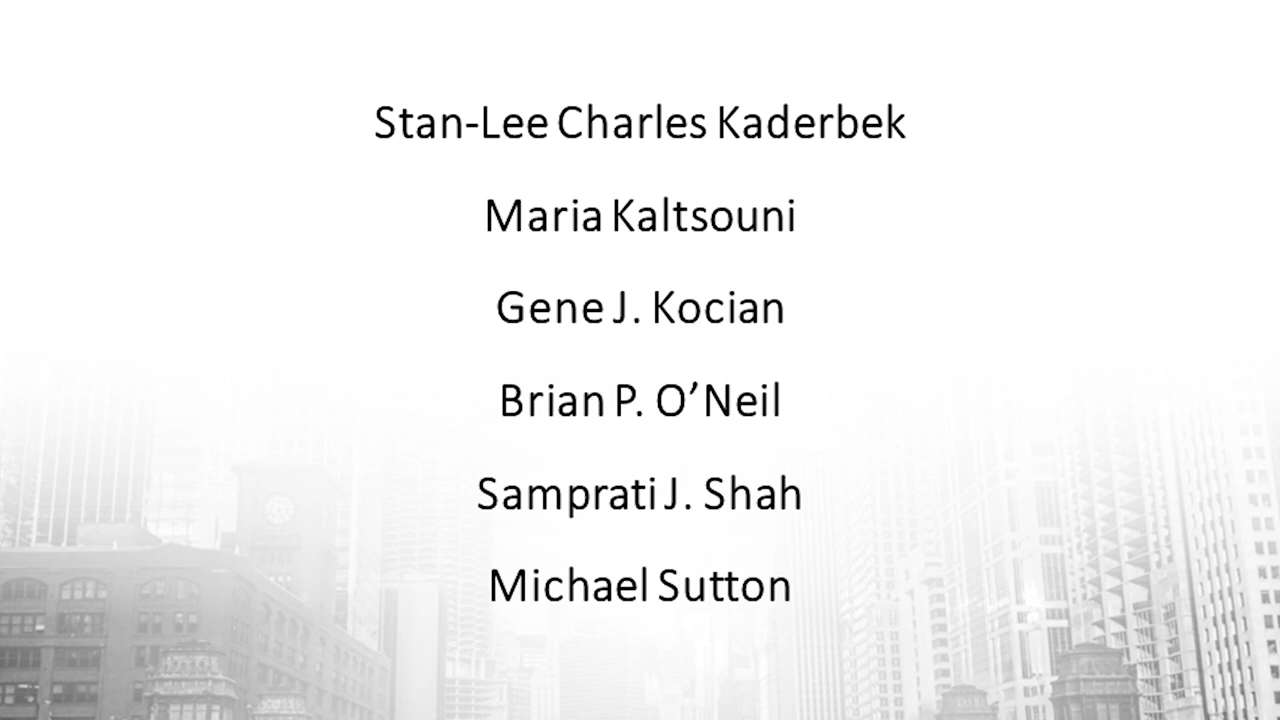 Stan-Lee Charles Kaderbek
Maria Kaltsouni
Gene J. Kocian
Brian P. O’Neil
Samprati J. Shah
Michael Sutton